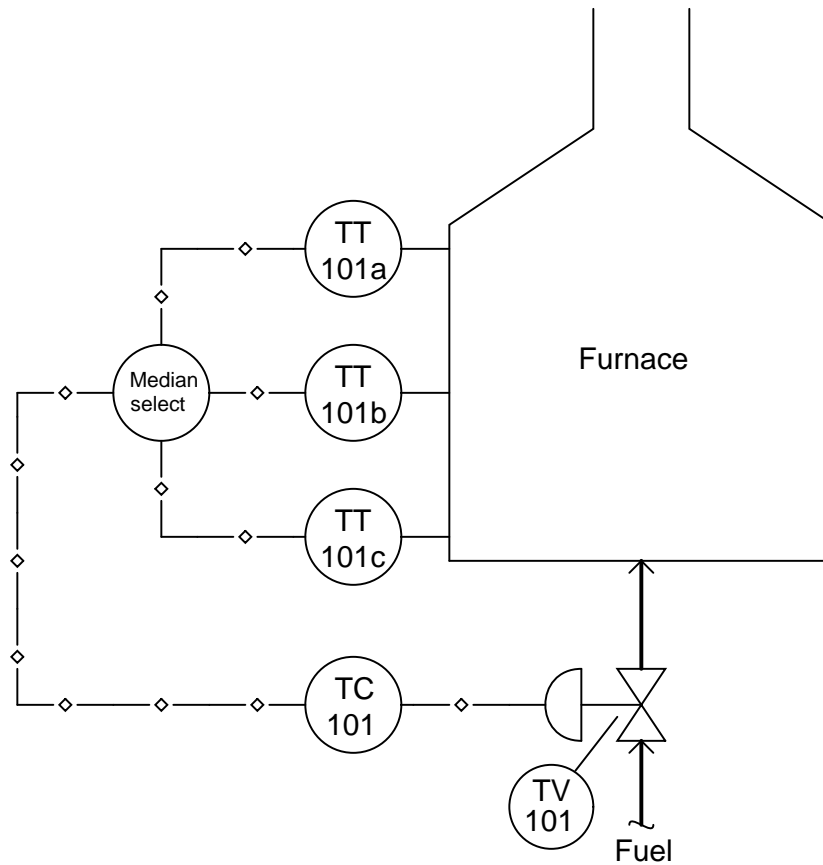 TT
101a
Furnace
Median
select
TT
101b
TT
101c
TC
101
TV
101
Fuel